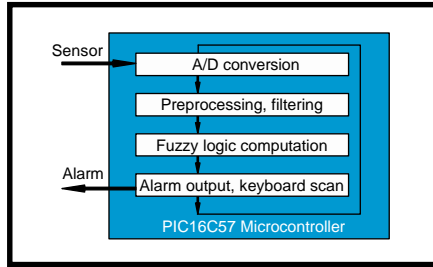 Sensor
A/D conversion
Preprocessing, filtering
Fuzzy logic computation
Alarm
Alarm output, keyboard scan
PIC16C57 Microcontroller